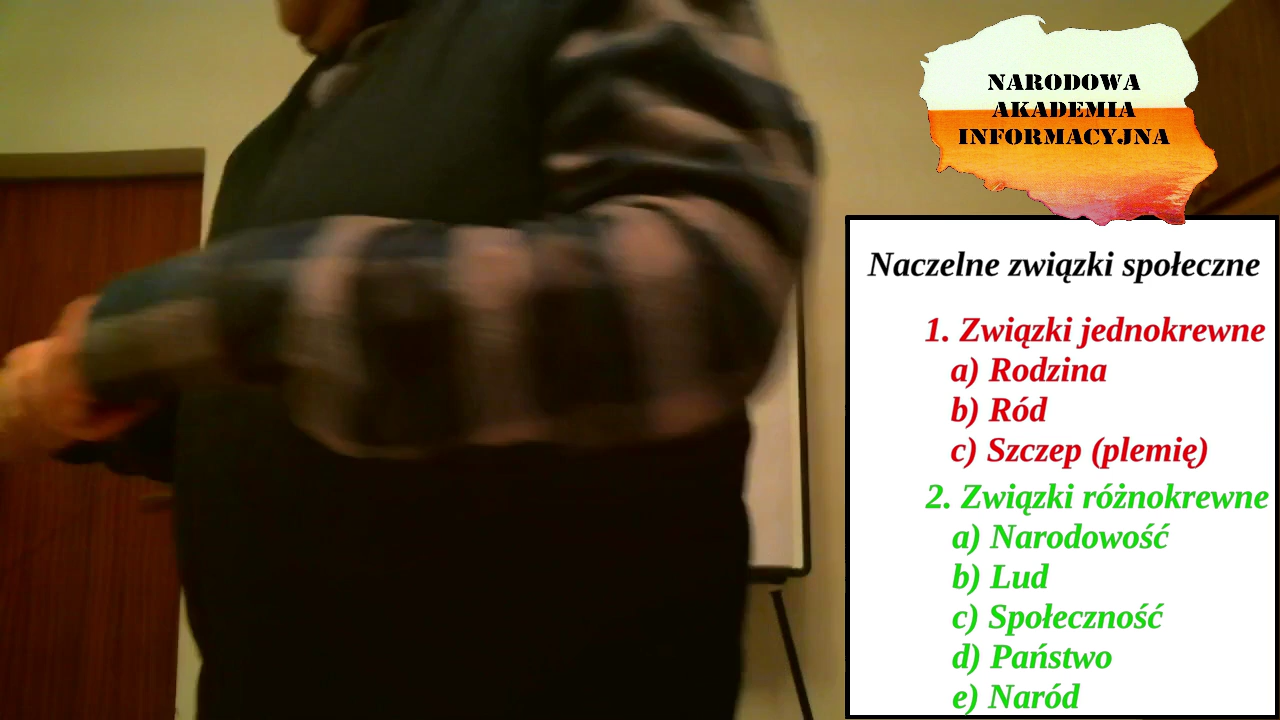 NARODOWA
AKADEMIA
INFORMACYJNA
Naczelne związki społeczne
1. Związki jednokrewne
a) Rodzina
b) Ród
c) Szczep (plemię)
2. Związki różnokrewne
a) Narodowość
b) Lud
c) Społeczność
d) Państwo
e) Naród